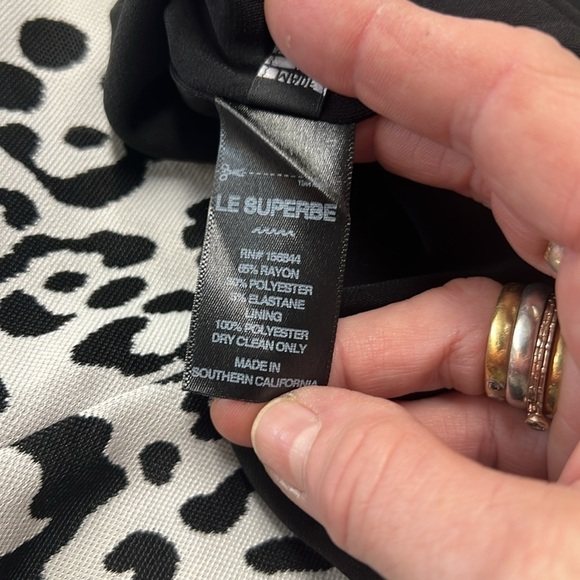 LE SUPERBE
RN# 156844
65% RAYON
30% POLYESTER
5% ELASTANE
LINING
100% POLYESTER
DRY CLEAN ONLY
MADE IN
SOUTHERN CALIFORNIA